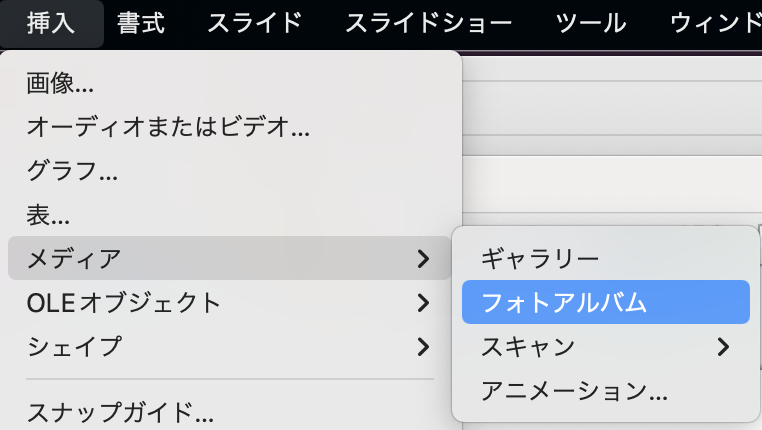 挿入 書式 スライド スライドショー ツール ウィンド
画像...
オーディオまたはビデオ...
グラフ...
表...
メディア
OLEオブジェクト
シェイプ
スナップガイド...
ギャラリー
フォトアルバム
スキャン
アニメーション...